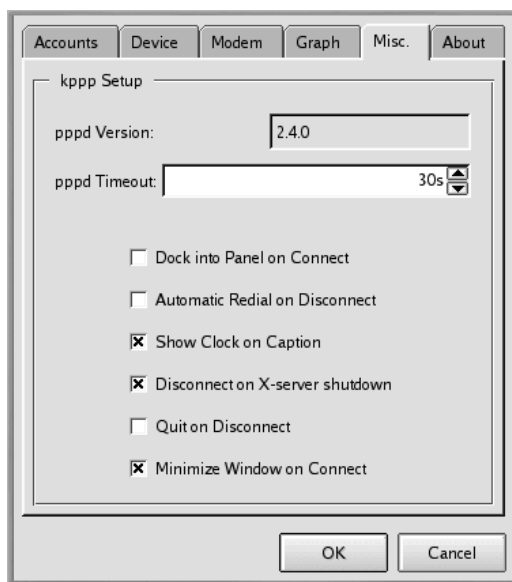 Accounts Device Modem Graph Misc. About
kppp Setup
pppd Version: 2.4.0
pppd Timeout: 30s
Dock into Panel on Connect
Automatic Redial on Disconnect
Show Clock on Caption
Disconnect on X-server shutdown
Quit on Disconnect
Minimize Window on Connect
OK Cancel